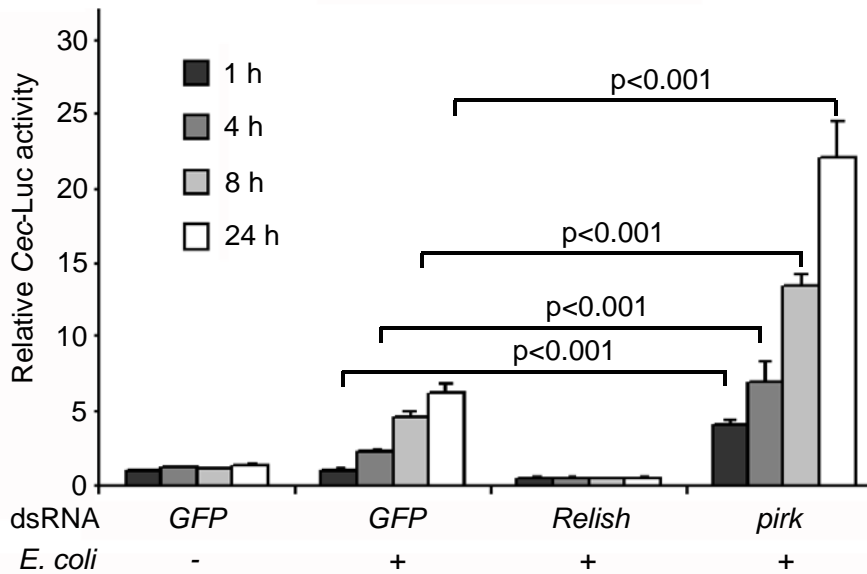 Relative Cec-Luc activity
30
25
20
15
10
5
0
1 h
4 h
8 h
24 h
p<0.001
p<0.001
p<0.001
p<0.001
dsRNA GFP GFP Relish pirk
E. coli - + + +